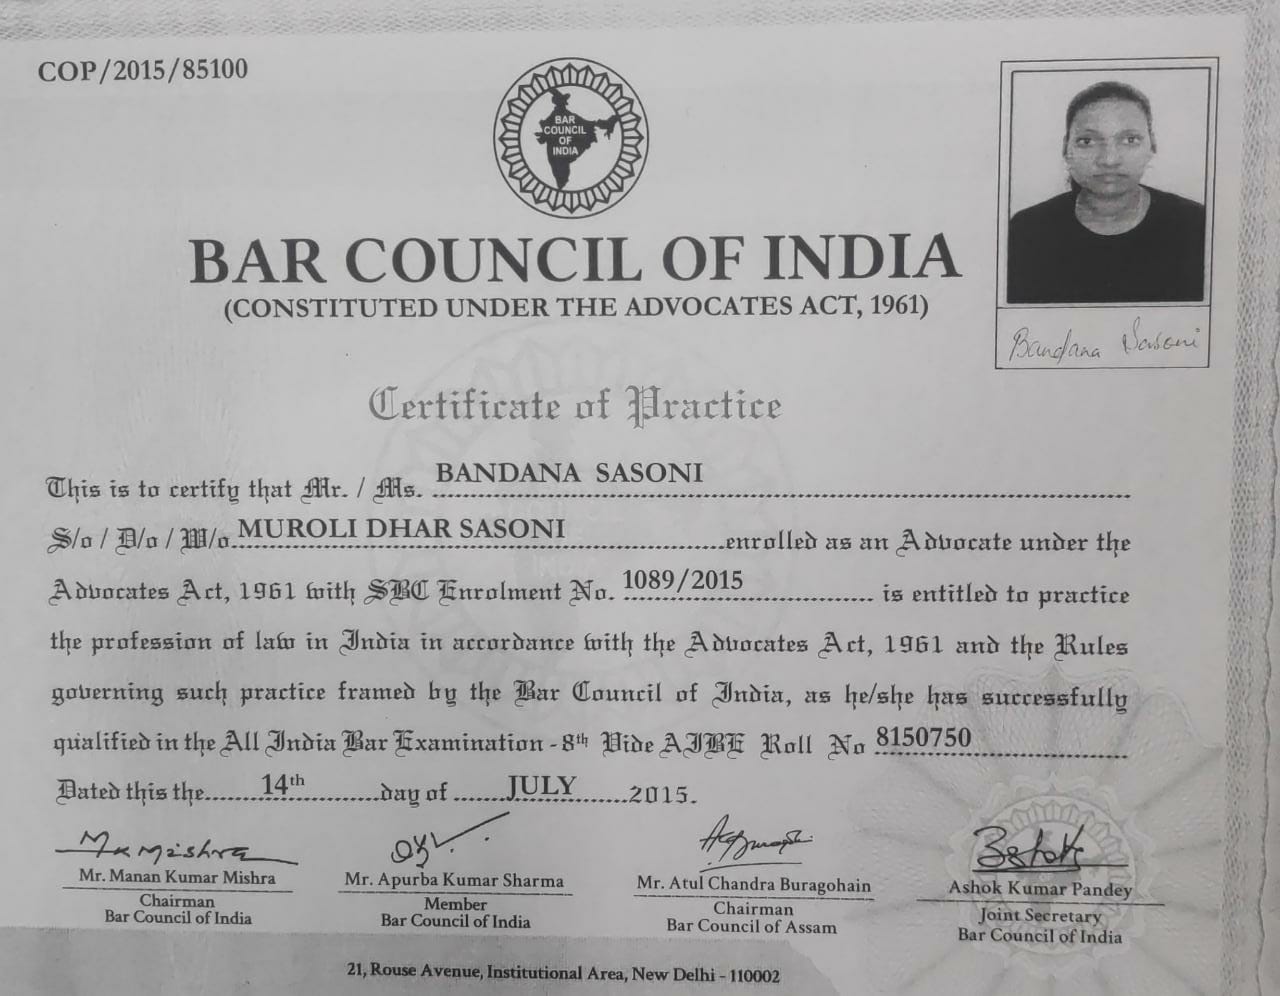 COP/2015/85100
BAR
COUNCIL
OF
INDIA
BAR COUNCIL OF INDIA
(CONSTITUTED UNDER THE ADVOCATES ACT, 1961)
Bandana Sasoni
Certificate of Practice
This is to certify that Mr. / Ms. BANDANA SASONI
S/o / D/o / W/o MUROLI DHAR SASONI enrolled as an Advocate under the
Advocates Act, 1961 with SBC Enrolment No. 1089/2015 is entitled to practice
the profession of law in India in accordance with the Advocates Act, 1961 and the Rules
governing such practice framed by the Bar Council of India, as he/she has successfully
qualified in the All India Bar Examination - 8th Vide AIBE Roll No 8150750
Dated this the 14th day of JULY 2015.
M K Mishra
Mr. Manan Kumar Mishra
Chairman
Bar Council of India
Mr. Apurba Kumar Sharma
Member
Bar Council of India
Mr. Atul Chandra Buragohain
Chairman
Bar Council of Assam
Ashok Kumar Pandey
Joint Secretary
Bar Council of India
21, Rouse Avenue, Institutional Area, New Delhi - 110002